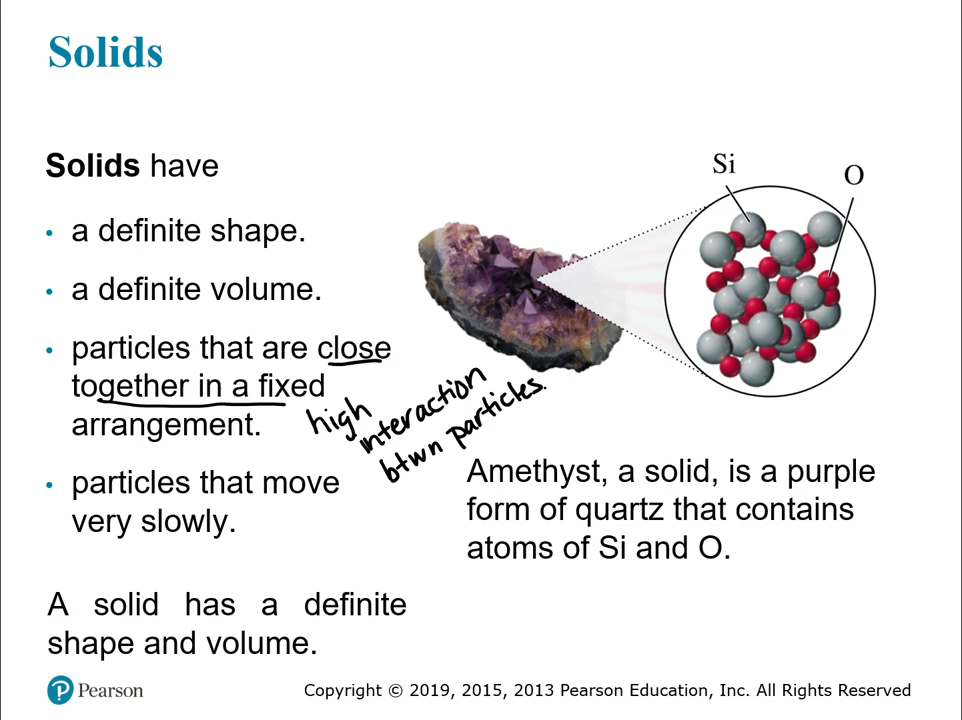 Solids
Solids have
• a definite shape.
• a definite volume.
• particles that are close
together in a fixed
arrangement.
• particles that move
very slowly.
high
interaction
btwn particles.
A solid has a definite
shape and volume.
Si
O
Amethyst, a solid, is a purple
form of quartz that contains
atoms of Si and O.
Pearson
Copyright © 2019, 2015, 2013 Pearson Education, Inc. All Rights Reserved